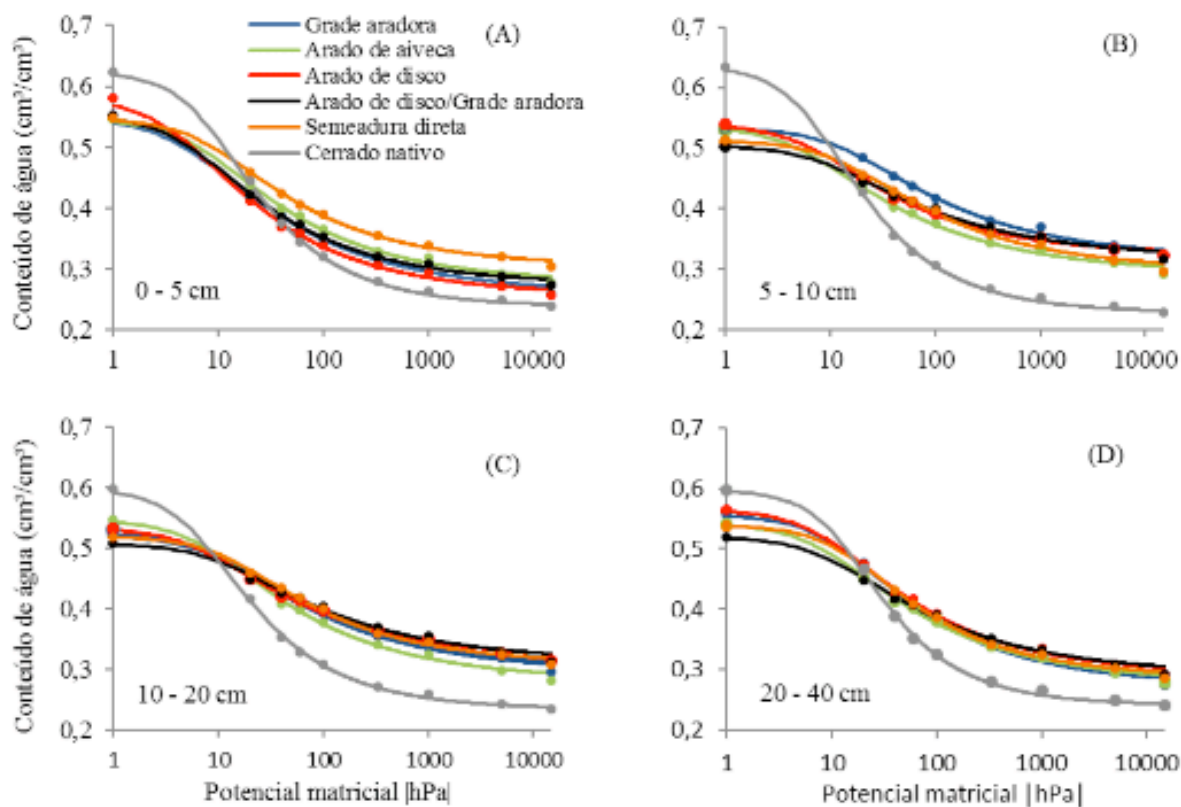 0,7
0,6
0,5
0,4
0,3
0,2
Conteúdo de água (cm³/cm³)
Grade aradora
Arado de aiveca
Arado de disco
Arado de disco/Grade aradora
Semeadura direta
Cerrado nativo
(A)
0 - 5 cm
1 10 100 1000 10000
0,7
0,6
0,5
0,4
0,3
0,2
(B)
5 - 10 cm
1 10 100 1000 10000
0,7
0,6
0,5
0,4
0,3
0,2
Conteúdo de água (cm³/cm³)
(C)
10 - 20 cm
1 10 100 1000 10000
Potencial matricial |hPa|
0,7
0,6
0,5
0,4
0,3
0,2
(D)
20 - 40 cm
1 10 100 1000 10000
Potencial matricial |hPa|